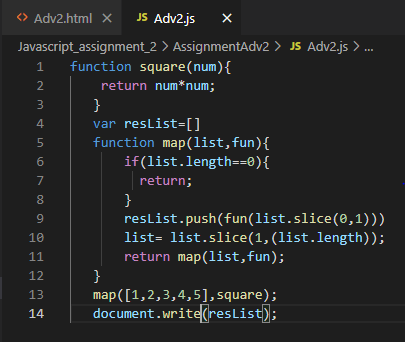 <> Adv2.html
JS Adv2.js
Javascript_assignment_2 > AssignmentAdv2 > JS Adv2.js > ...
1 function square(num){
2 return num*num;
3 }
4 var resList=[]
5 function map(list,fun){
6 if(list.length==0){
7 return;
8 }
9 resList.push(fun(list.slice(0,1)))
10 list= list.slice(1,(list.length));
11 return map(list,fun);
12 }
13 map([1,2,3,4,5],square);
14 document.write(resList);